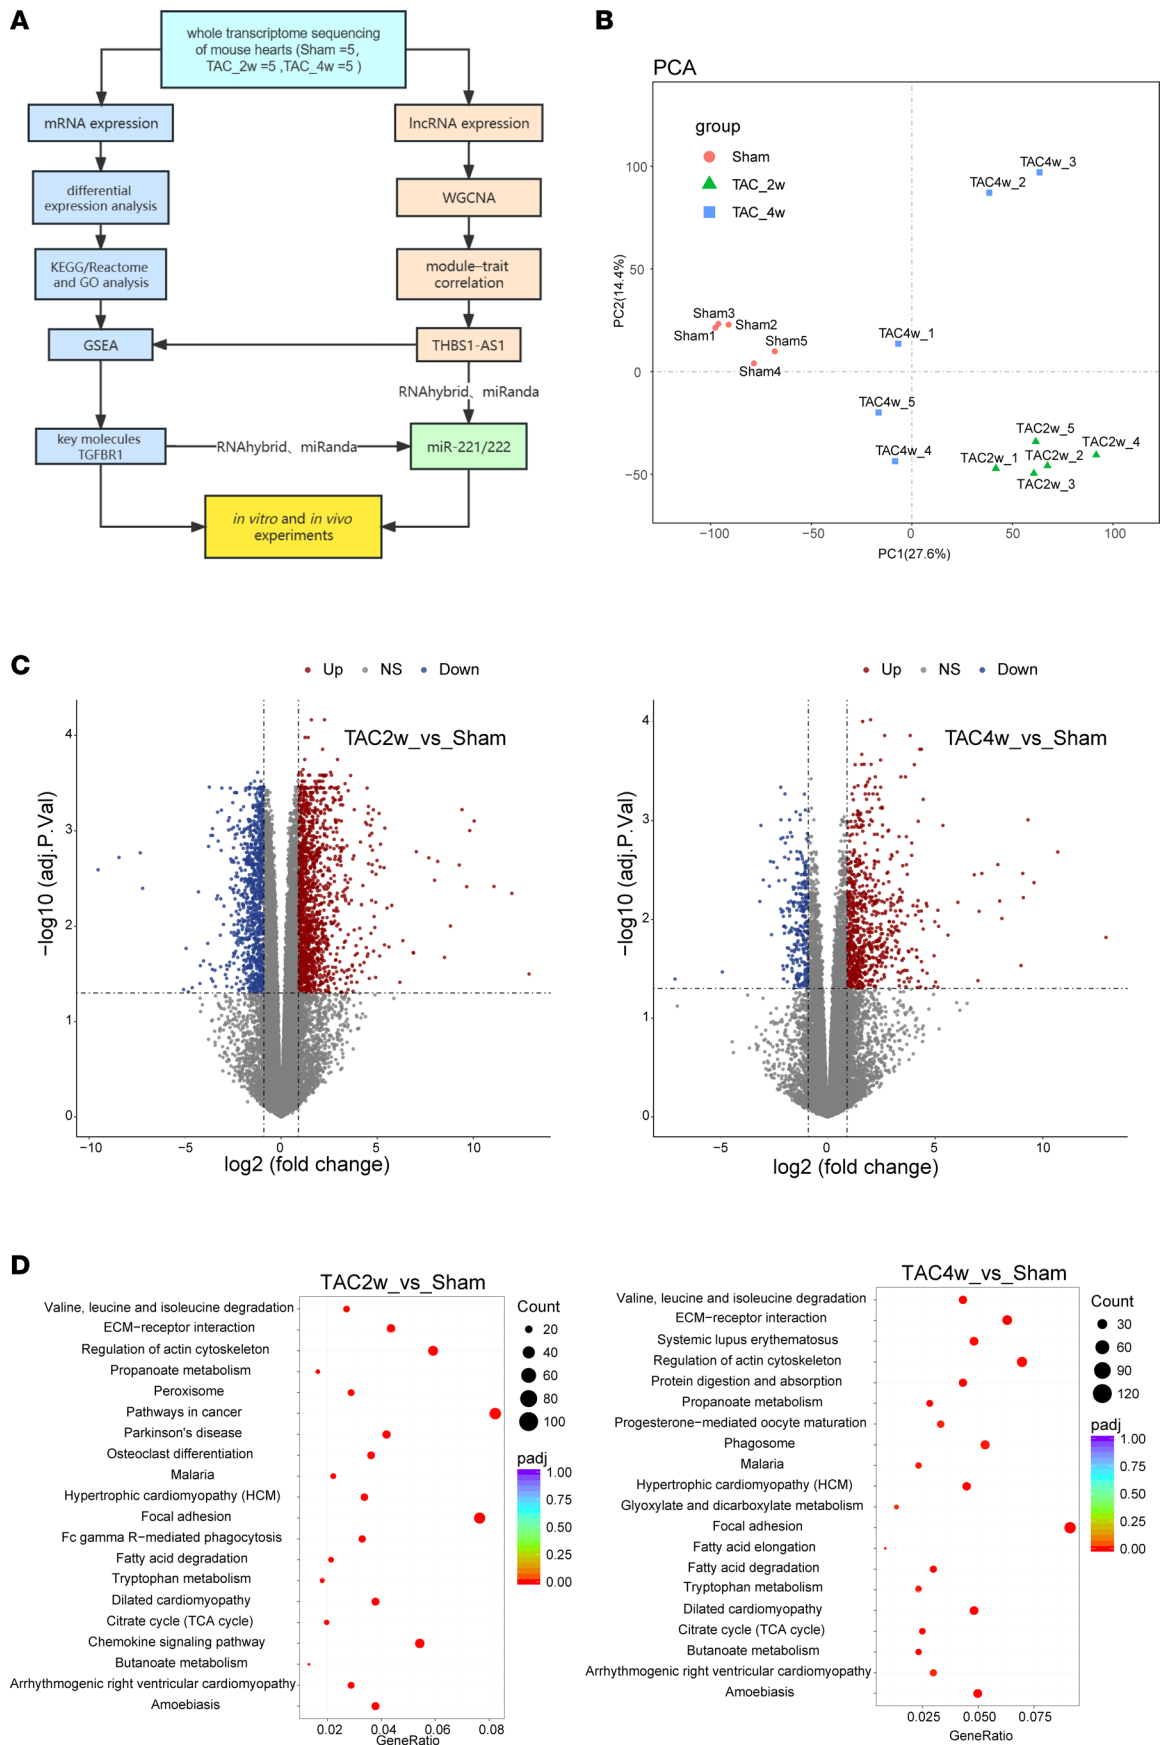 A
whole transcriptome sequencing
of mouse hearts (Sham =5,
TAC_2w =5 ,TAC_4w =5 )
mRNA expression
lncRNA expression
differential
expression analysis
WGCNA
KEGG/Reactome
and GO analysis
module–trait
correlation
GSEA
THBS1-AS1
RNAhybrid、miRanda
key molecules
TGFBR1
RNAhybrid、miRanda
miR-221/222
in vitro and in vivo
experiments
B
PCA
group
Sham
TAC_2w
TAC_4w
TAC4w_3
TAC4w_2
Sham3
Sham1
Sham2
Sham5
Sham4
TAC4w_1
TAC4w_5
TAC4w_4
TAC2w_5
TAC2w_4
TAC2w_1
TAC2w_2
TAC2w_3
100
50
0
−50
PC2(14.4%)
−100
−50
0
50
100
PC1(27.6%)
C
Up NS Down
TAC2w_vs_Sham
4
3
2
1
0
−log10 (adj.P.Val)
−10
−5
0
5
10
log2 (fold change)
Up NS Down
TAC4w_vs_Sham
4
3
2
1
0
−log10 (adj.P.Val)
−5
0
5
10
log2 (fold change)
D
TAC2w_vs_Sham
Valine, leucine and isoleucine degradation
ECM−receptor interaction
Regulation of actin cytoskeleton
Propanoate metabolism
Peroxisome
Pathways in cancer
Parkinson's disease
Osteoclast differentiation
Malaria
Hypertrophic cardiomyopathy (HCM)
Focal adhesion
Fc gamma R−mediated phagocytosis
Fatty acid degradation
Tryptophan metabolism
Dilated cardiomyopathy
Citrate cycle (TCA cycle)
Chemokine signaling pathway
Butanoate metabolism
Arrhythmogenic right ventricular cardiomyopathy
Amoebiasis
0.02
0.04
0.06
0.08
GeneRatio
Count
20
40
60
80
100
padj
1.00
0.75
0.50
0.25
0.00
TAC4w_vs_Sham
Valine, leucine and isoleucine degradation
ECM−receptor interaction
Systemic lupus erythematosus
Regulation of actin cytoskeleton
Protein digestion and absorption
Propanoate metabolism
Progesterone−mediated oocyte maturation
Phagosome
Malaria
Hypertrophic cardiomyopathy (HCM)
Glyoxylate and dicarboxylate metabolism
Focal adhesion
Fatty acid elongation
Fatty acid degradation
Tryptophan metabolism
Dilated cardiomyopathy
Citrate cycle (TCA cycle)
Butanoate metabolism
Arrhythmogenic right ventricular cardiomyopathy
Amoebiasis
0.025
0.050
0.075
GeneRatio
Count
30
60
90
120
padj
1.00
0.75
0.50
0.25
0.00